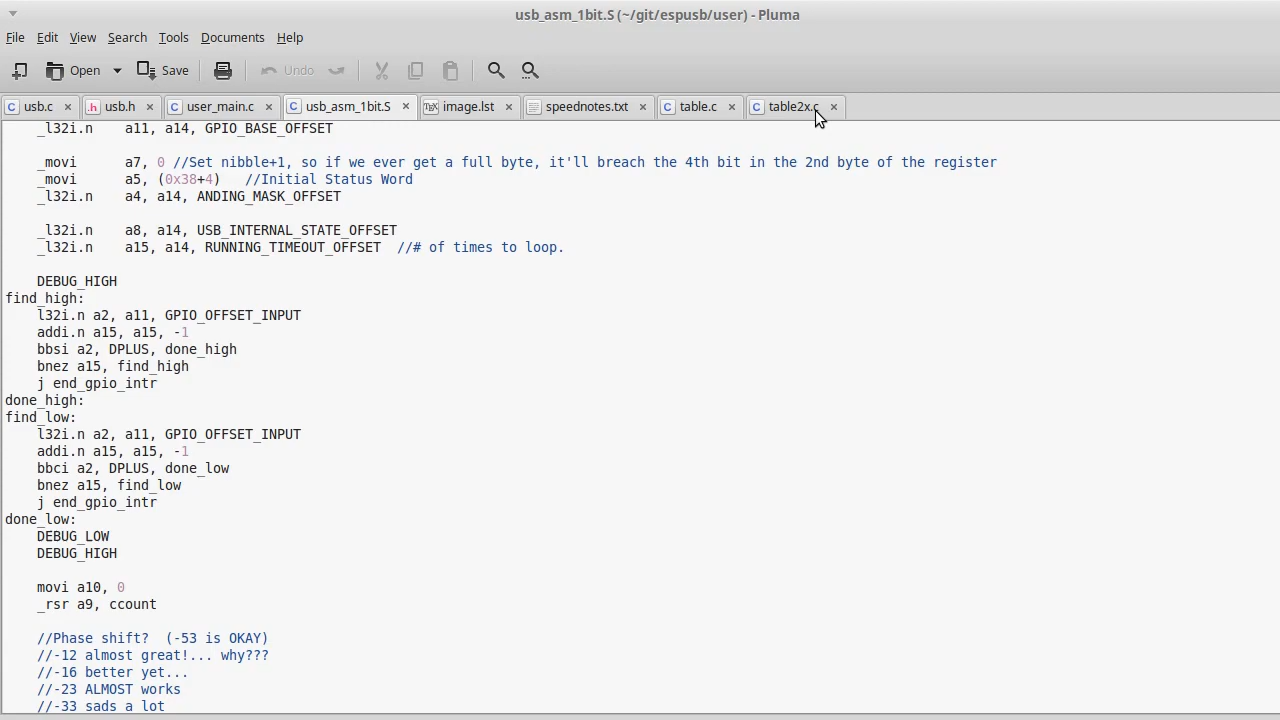 usb_asm_1bit.S (~/git/espusb/user) - Pluma
File Edit View Search Tools Documents Help
Open Save Undo
usb.c usb.h user_main.c usb_asm_1bit.S image.lst speednotes.txt table.c table2x.c
_l32i.n a11, a14, GPIO_BASE_OFFSET
_movi a7, 0 //Set nibble+1, so if we ever get a full byte, it'll breach the 4th bit in the 2nd byte of the register
_movi a5, (0x38+4) //Initial Status Word
_l32i.n a4, a14, ANDING_MASK_OFFSET
_l32i.n a8, a14, USB_INTERNAL_STATE_OFFSET
_l32i.n a15, a14, RUNNING_TIMEOUT_OFFSET //# of times to loop.
DEBUG_HIGH
find_high:
l32i.n a2, a11, GPIO_OFFSET_INPUT
addi.n a15, a15, -1
bbsi a2, DPLUS, done_high
bnez a15, find_high
j end_gpio_intr
done_high:
find_low:
l32i.n a2, a11, GPIO_OFFSET_INPUT
addi.n a15, a15, -1
bbci a2, DPLUS, done_low
bnez a15, find_low
j end_gpio_intr
done_low:
DEBUG_LOW
DEBUG_HIGH
movi a10, 0
_rsr a9, ccount
//Phase shift? (-53 is OKAY)
//-12 almost great!... why???
//-16 better yet...
//-23 ALMOST works
//-33 sads a lot